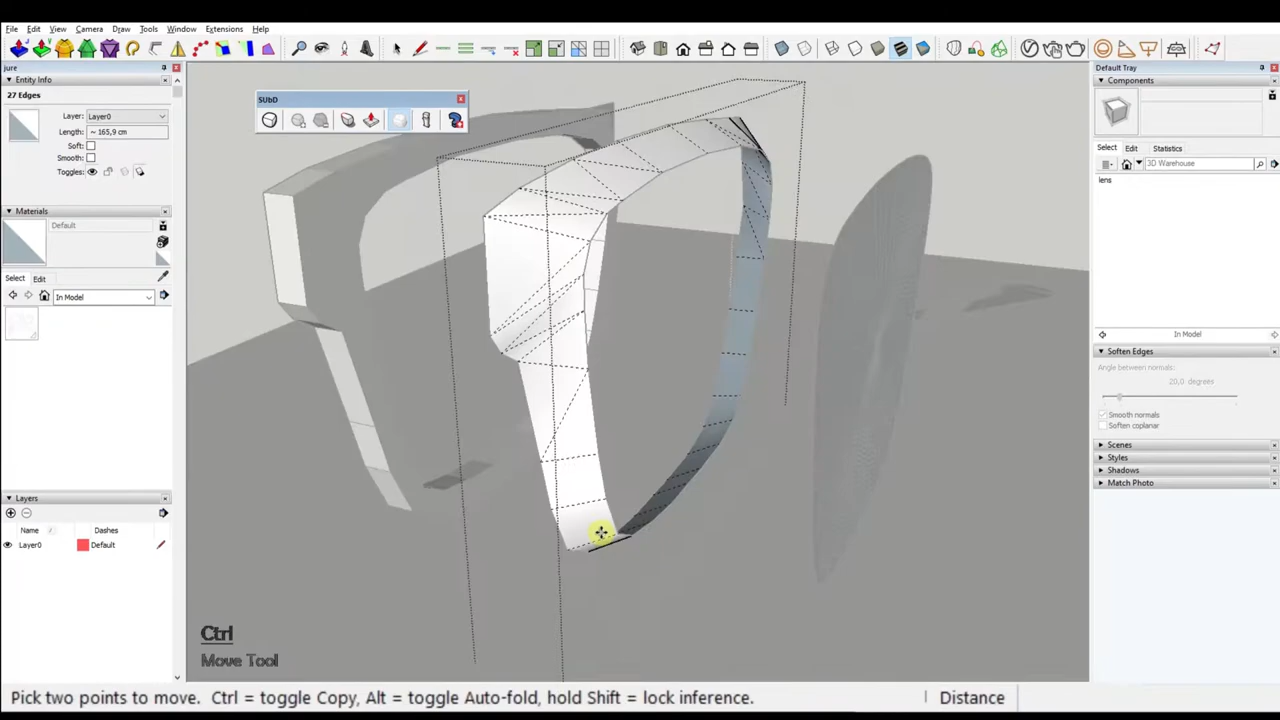 File Edit View Camera Draw Tools Window Extensions Help
jure
Entity Info
27 Edges
Layer: Layer0
Length: ~ 165,9 cm
Soft:
Smooth:
Toggles:
Materials
Default
Select Edit
In Model
Layers
Name Dashes
Layer0 Default
SUbD
Ctrl
Move Tool
Default Tray
Components
Select Edit Statistics
3D Warehouse
lens
In Model
Soften Edges
Angle between normals:
20,0 degrees
Smooth normals
Soften coplanar
Scenes
Styles
Shadows
Match Photo
Pick two points to move. Ctrl = toggle Copy, Alt = toggle Auto-fold, hold Shift = lock inference. Distance